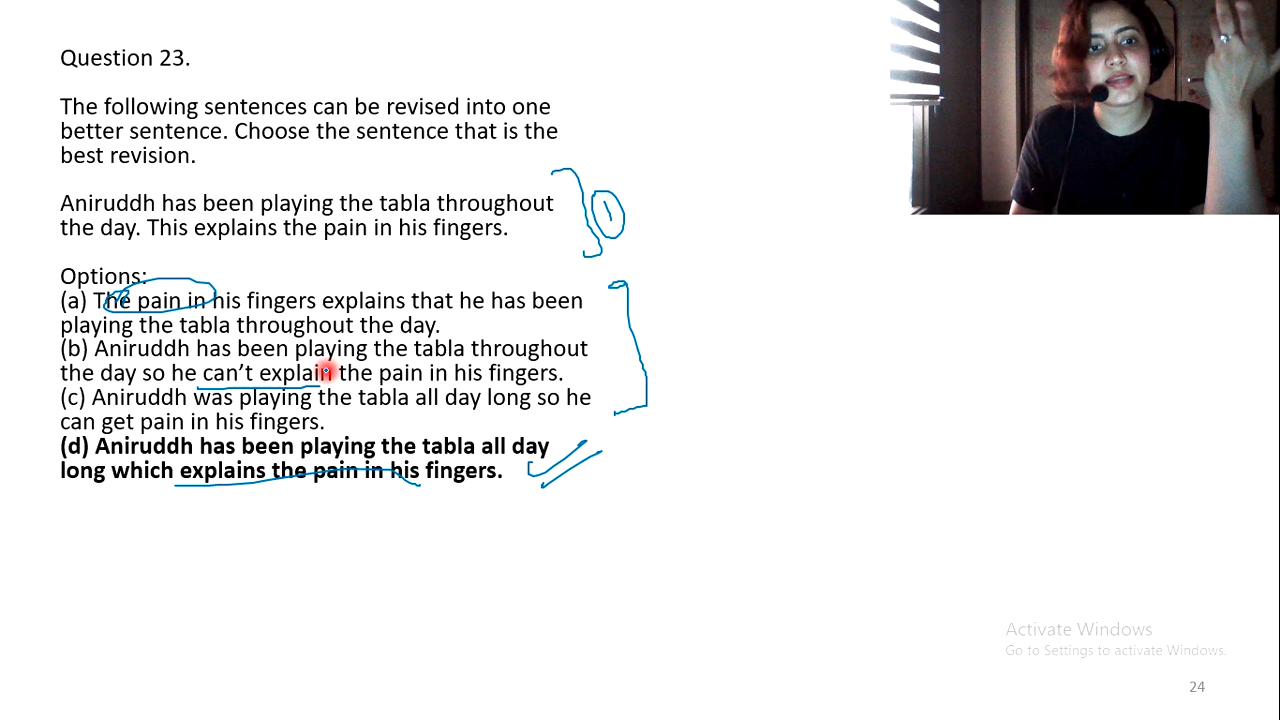 Question 23.
The following sentences can be revised into one
better sentence. Choose the sentence that is the
best revision.
Aniruddh has been playing the tabla throughout
the day. This explains the pain in his fingers.
1
Options:
(a) The pain in his fingers explains that he has been
playing the tabla throughout the day.
(b) Aniruddh has been playing the tabla throughout
the day so he can’t explain the pain in his fingers.
(c) Aniruddh was playing the tabla all day long so he
can get pain in his fingers.
(d) Aniruddh has been playing the tabla all day
long which explains the pain in his fingers.
Activate Windows
Go to Settings to activate Windows.
24